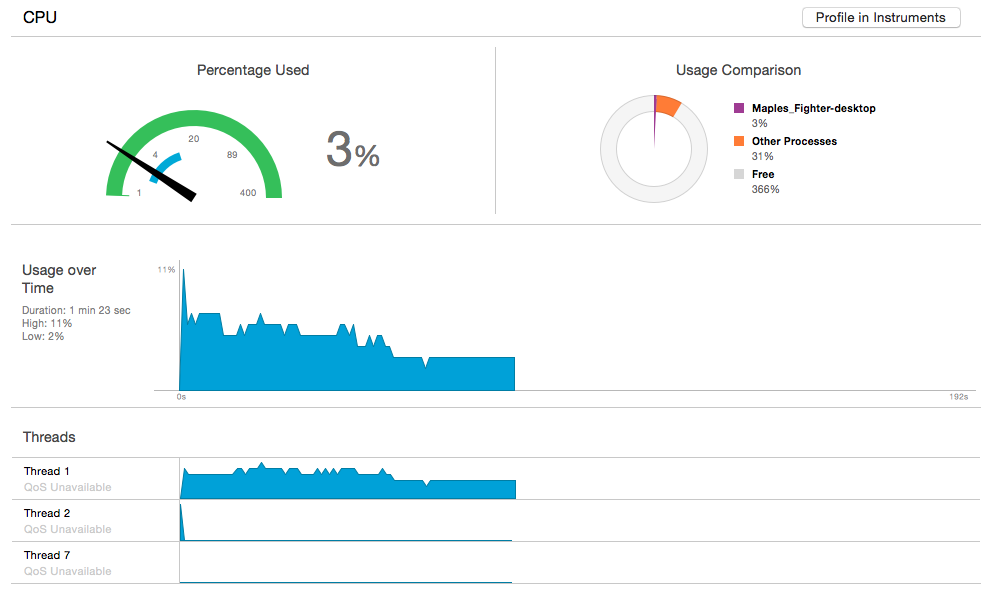 CPU
Profile in Instruments
Percentage Used
1
4
20
89
400
3%
Usage Comparison
Maples_Fighter-desktop
3%
Other Processes
31%
Free
366%
Usage over
Time
Duration: 1 min 23 sec
High: 11%
Low: 2%
11%
0s
192s
Threads
Thread 1
QoS Unavailable
Thread 2
QoS Unavailable
Thread 7
QoS Unavailable